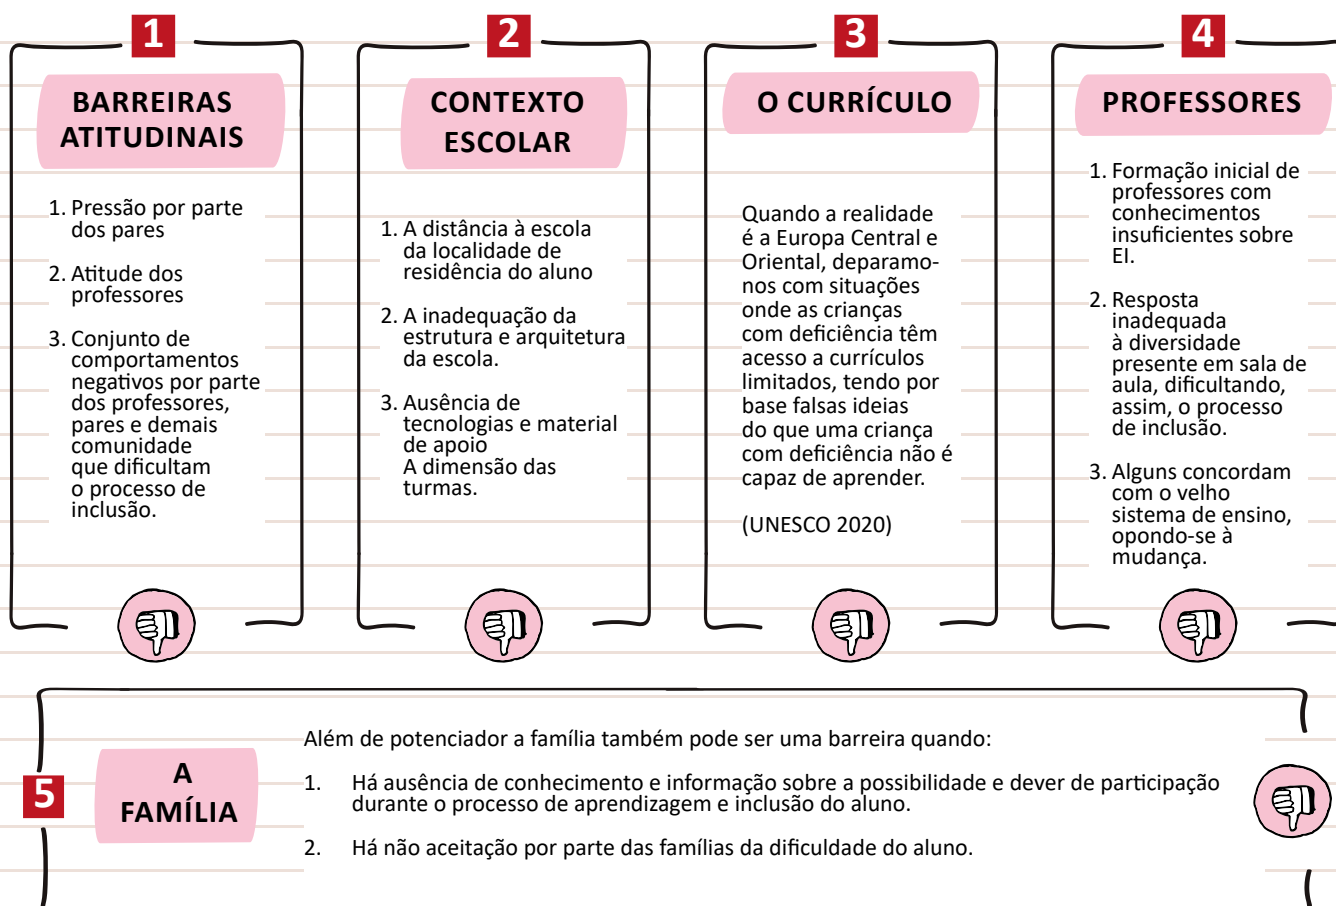 1
BARREIRAS
ATITUDINAIS
1. Pressão por parte
dos pares
2. Atitude dos
professores
3. Conjunto de
comportamentos
negativos por parte
dos professores,
pares e demais
comunidade
que dificultam
o processo de
inclusão.
2
CONTEXTO
ESCOLAR
1. A distância à escola
da localidade de
residência do aluno
2. A inadequação da
estrutura e arquitetura
da escola.
3. Ausência de
tecnologias e material
de apoio
A dimensão das
turmas.
3
O CURRÍCULO
Quando a realidade
é a Europa Central e
Oriental, deparamo-
nos com situações
onde as crianças
com deficiência têm
acesso a currículos
limitados, tendo por
base falsas ideias
do que uma criança
com deficiência não é
capaz de aprender.
(UNESCO 2020)
4
PROFESSORES
1. Formação inicial de
professores com
conhecimentos
insuficientes sobre
EI.
2. Resposta
inadequada
à diversidade
presente em sala de
aula, dificultando,
assim, o processo
de inclusão.
3. Alguns concordam
com o velho
sistema de ensino,
opondo-se à
mudança.
5
A
FAMÍLIA
Além de potenciador a família também pode ser uma barreira quando:
1. Há ausência de conhecimento e informação sobre a possibilidade e dever de participação
durante o processo de aprendizagem e inclusão do aluno.
2. Há não aceitação por parte das famílias da dificuldade do aluno.